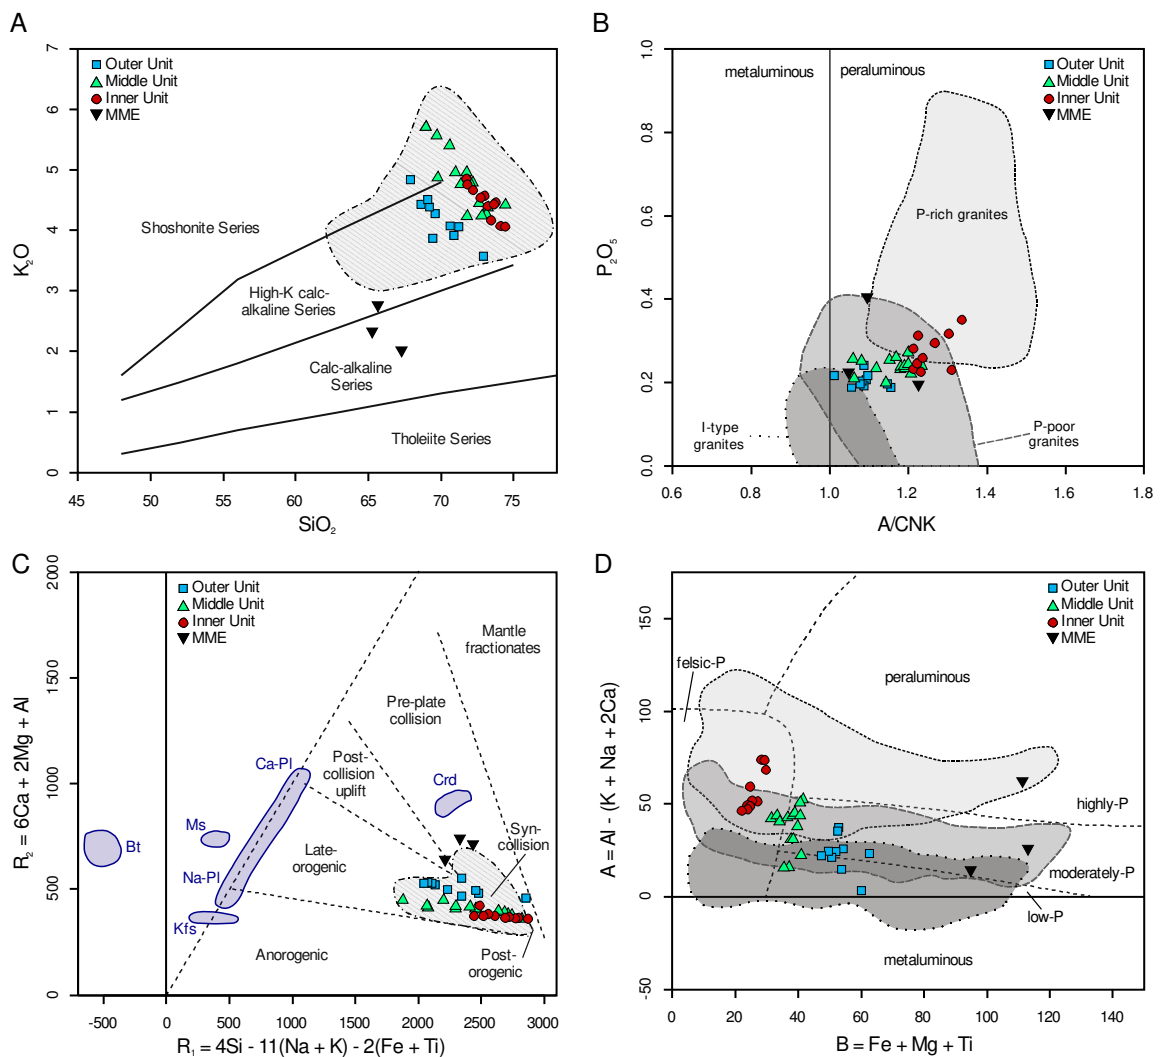 A
7
6
5
4
3
2
1
0
K₂O
Outer Unit
Middle Unit
Inner Unit
MME
Shoshonite Series
High-K calc-
alkaline Series
Calc-alkaline
Series
Tholeiite Series
45
50
55
60
65
70
75
SiO₂
B
1.0
0.8
0.6
0.4
0.2
0.0
P₂O₅
metaluminous
peraluminous
Outer Unit
Middle Unit
Inner Unit
MME
P-rich granites
I-type
granites
P-poor
granites
0.6
0.8
1.0
1.2
1.4
1.6
1.8
A/CNK
C
2000
1500
1000
500
0
R₂ = 6Ca + 2Mg + Al
Outer Unit
Middle Unit
Inner Unit
MME
Mantle
fractionates
Pre-plate
collision
Post-
collision
uplift
Ca-Pl
Crd
Ms
Bt
Syn-
collision
Late-
orogenic
Na-Pl
Kfs
Anorogenic
Post-
orogenic
-500
0
500
1000
1500
2000
2500
3000
R₁ = 4Si - 11(Na + K) - 2(Fe + Ti)
D
150
100
50
0
-50
A = Al - (K + Na + 2Ca)
Outer Unit
Middle Unit
Inner Unit
MME
felsic-P
peraluminous
highly-P
moderately-P
low-P
metaluminous
0
20
40
60
80
100
120
140
B = Fe + Mg + Ti